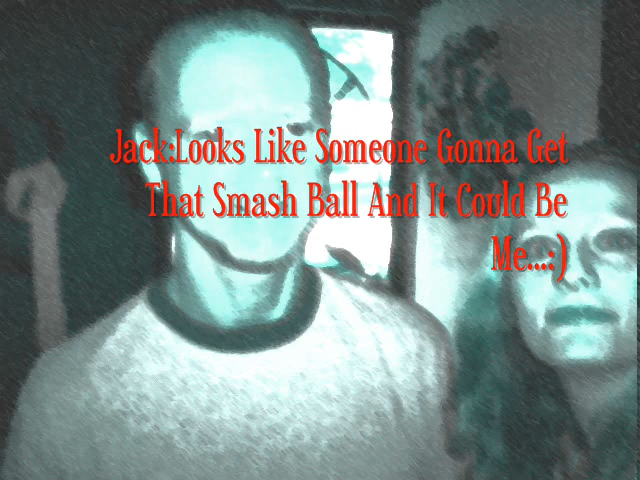 Jack:Looks Like Someone Gonna Get
That Smash Ball And It Could Be
Me...:)